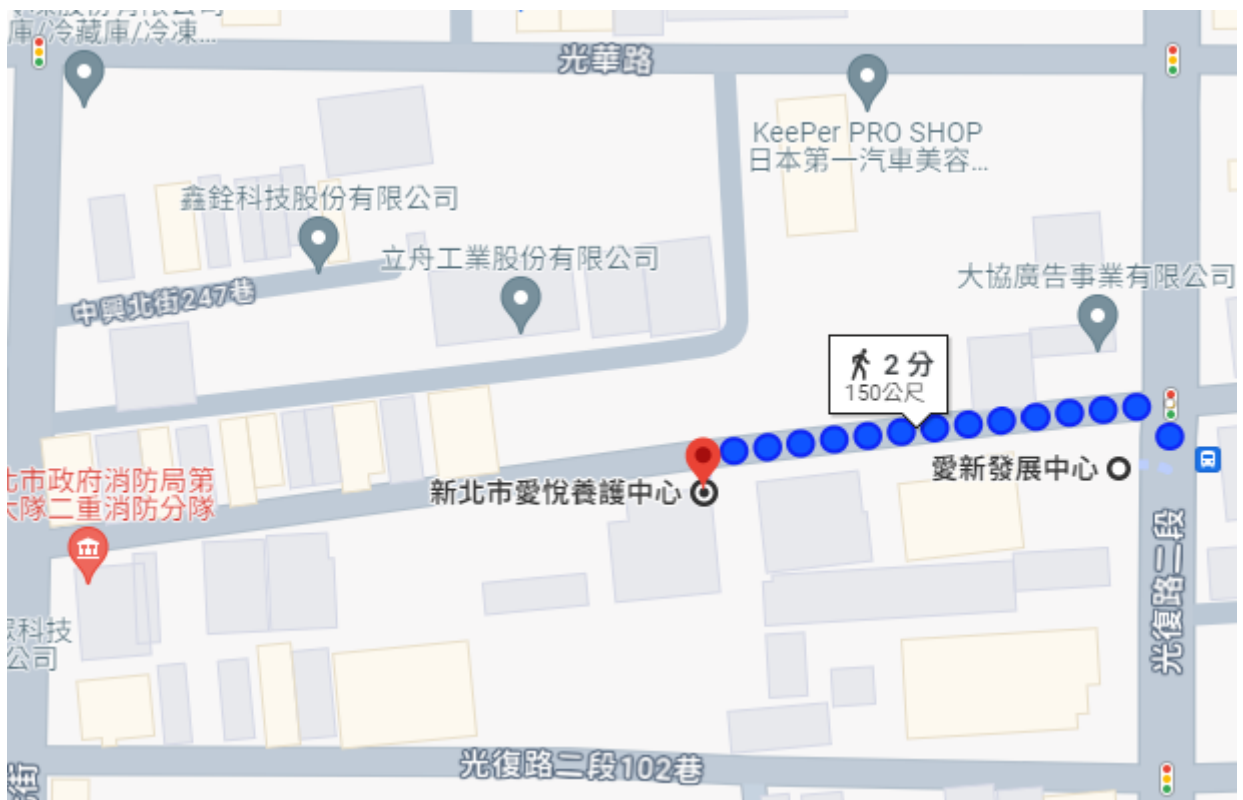 庫/冷藏庫/冷凍...
光華路
KeePer PRO SHOP
日本第一汽車美容...
鑫銓科技股份有限公司
立舟工業股份有限公司
大協廣告事業有限公司
中興北街247巷
2 分
150公尺
愛新發展中心
新北市愛悅養護中心
北市政府消防局第
大隊二重消防分隊
光復路二段
科技
公司
光復路二段102巷
街